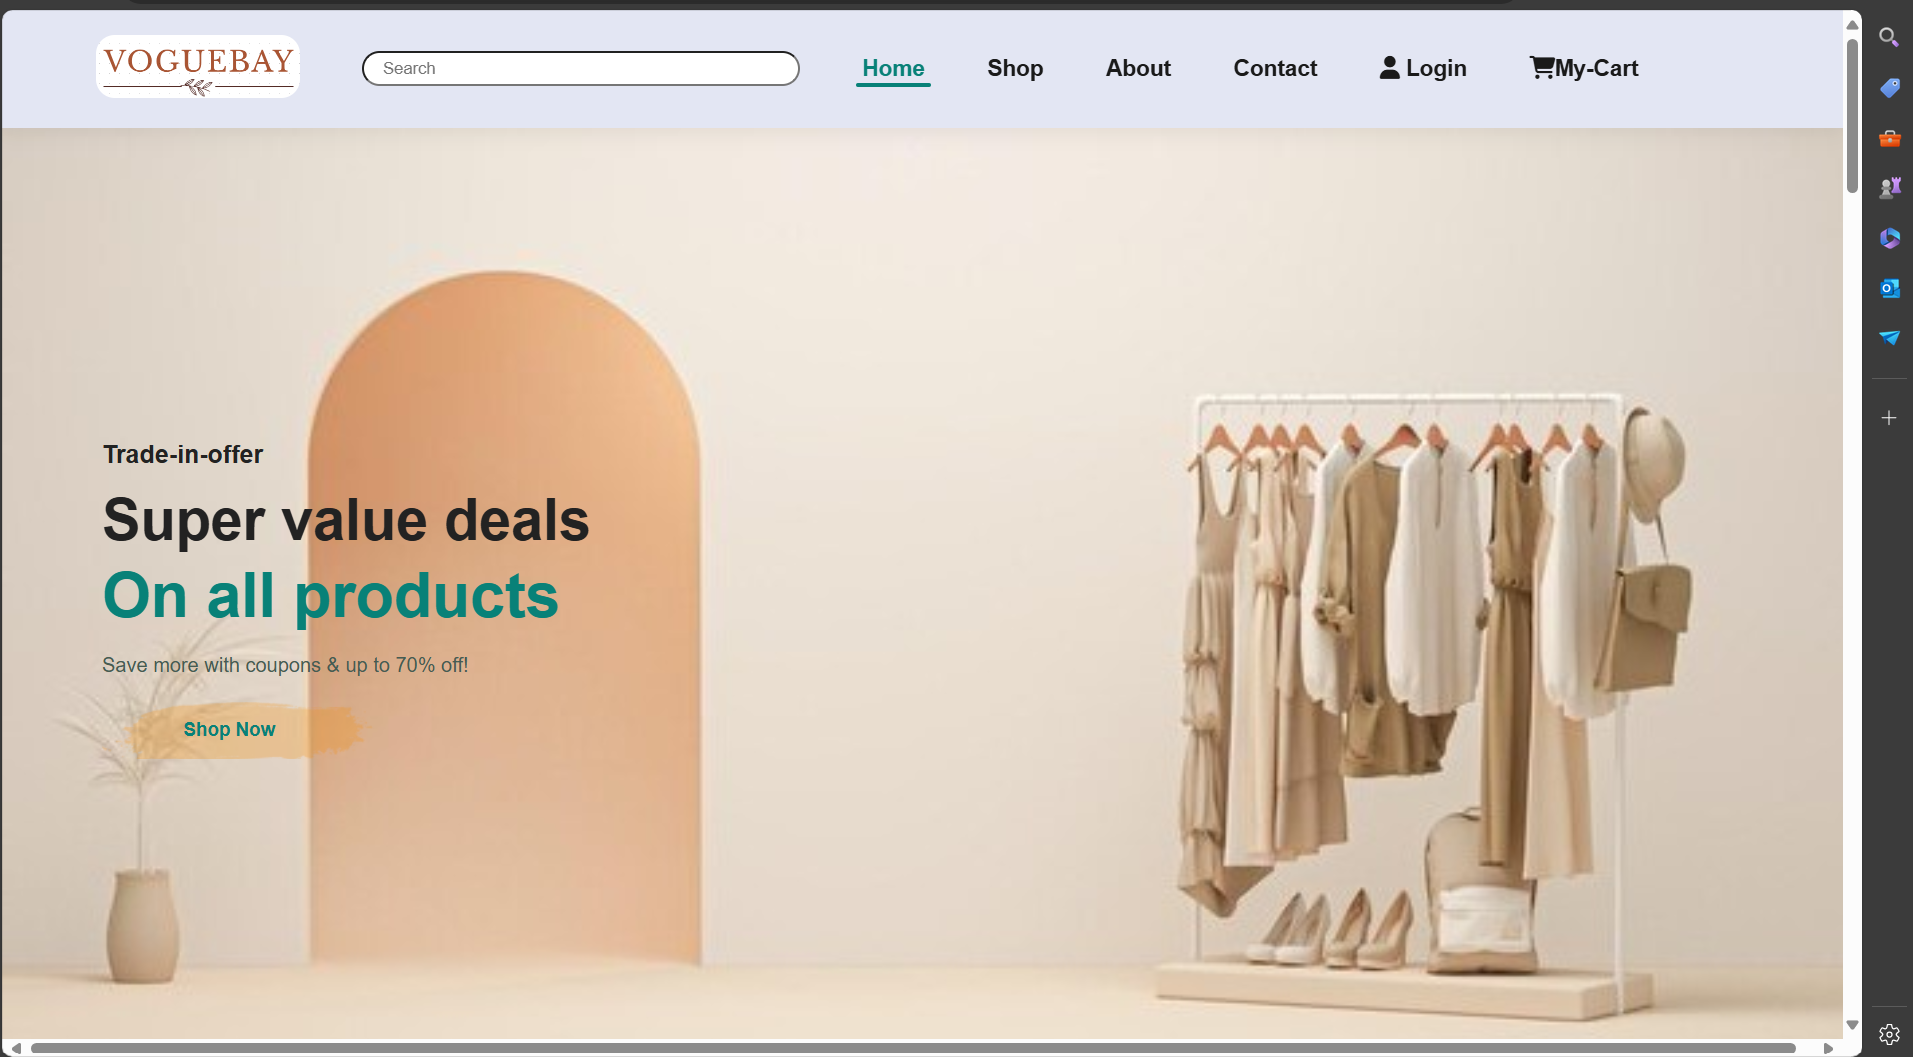 VOGUEBAY
Search
Home
Shop
About
Contact
Login
My-Cart
Trade-in-offer
Super value deals
On all products
Save more with coupons & up to 70% off!
Shop Now